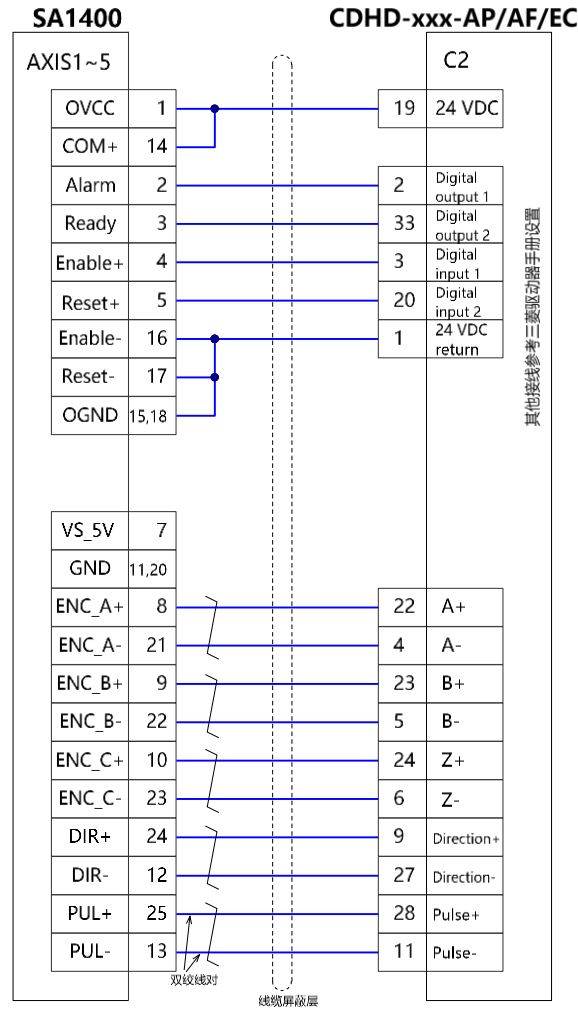 SA1400
CDHD-xxx-AP/AF/EC
AXIS1~5
C2
OVCC 1 19 24 VDC
COM+ 14
Alarm 2 2 Digital output 1
Ready 3 33 Digital output 2
Enable+ 4 3 Digital input 1
Reset+ 5 20 Digital input 2
Enable- 16 1 24 VDC return
Reset- 17
OGND 15,18
其他接线参考三菱驱动器手册设置
VS_5V 7
GND 11,20
ENC_A+ 8 22 A+
ENC_A- 21 4 A-
ENC_B+ 9 23 B+
ENC_B- 22 5 B-
ENC_C+ 10 24 Z+
ENC_C- 23 6 Z-
DIR+ 24 9 Direction+
DIR- 12 27 Direction-
PUL+ 25 28 Pulse+
PUL- 13 11 Pulse-
双绞线对
线缆屏蔽层